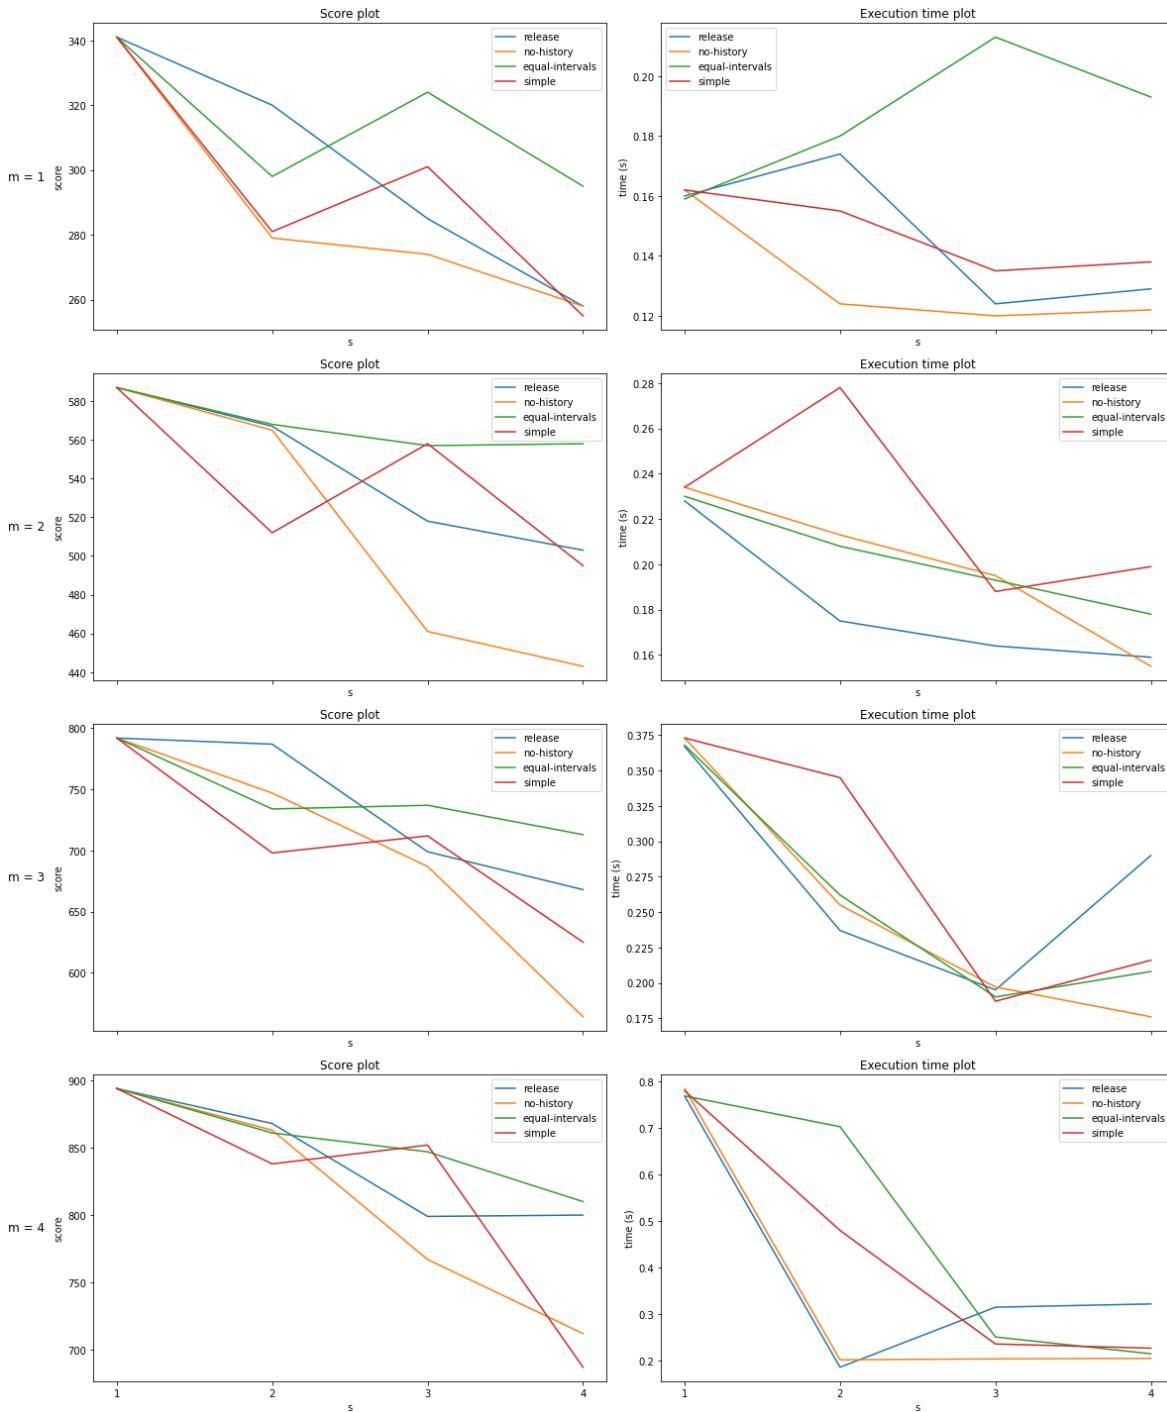 Score plot
340
320
300
280
260
score
s
release
no-history
equal-intervals
simple
m = 1
Execution time plot
0.20
0.18
0.16
0.14
0.12
time (s)
s
release
no-history
equal-intervals
simple
Score plot
580
560
540
520
500
480
460
440
score
s
release
no-history
equal-intervals
simple
m = 2
Execution time plot
0.28
0.26
0.24
0.22
0.20
0.18
0.16
time (s)
s
release
no-history
equal-intervals
simple
Score plot
800
750
700
650
600
score
s
release
no-history
equal-intervals
simple
m = 3
Execution time plot
0.375
0.350
0.325
0.300
0.275
0.250
0.225
0.200
0.175
time (s)
s
release
no-history
equal-intervals
simple
Score plot
900
850
800
750
700
score
1 2 3 4
s
release
no-history
equal-intervals
simple
m = 4
Execution time plot
0.8
0.7
0.6
0.5
0.4
0.3
0.2
time (s)
1 2 3 4
s
release
no-history
equal-intervals
simple